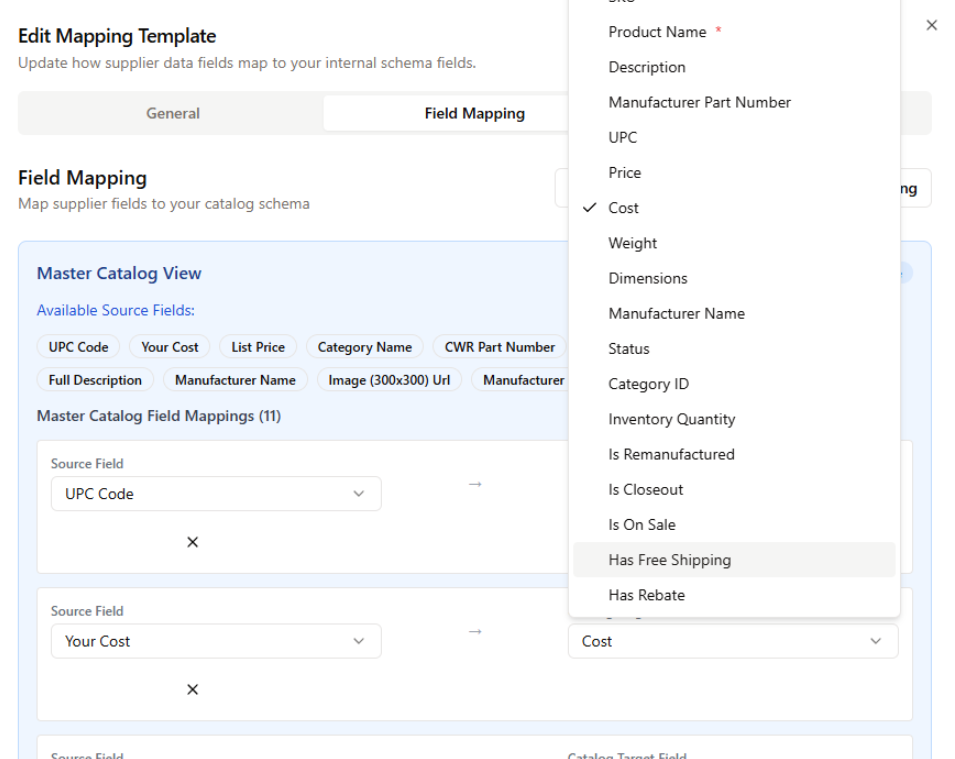 SKU
Edit Mapping Template
Update how supplier data fields map to your internal schema fields.
General
Field Mapping
Field Mapping
Map supplier fields to your catalog schema
Master Catalog View
Available Source Fields:
UPC Code
Your Cost
List Price
Category Name
CWR Part Number
Full Description
Manufacturer Name
Image (300x300) Url
Manufacturer
Master Catalog Field Mappings (11)
Source Field
UPC Code
Source Field
Your Cost
Cost
Source Field
Catalog Target Field
Product Name *
Description
Manufacturer Part Number
UPC
Price
Cost
Weight
Dimensions
Manufacturer Name
Status
Category ID
Inventory Quantity
Is Remanufactured
Is Closeout
Is On Sale
Has Free Shipping
Has Rebate